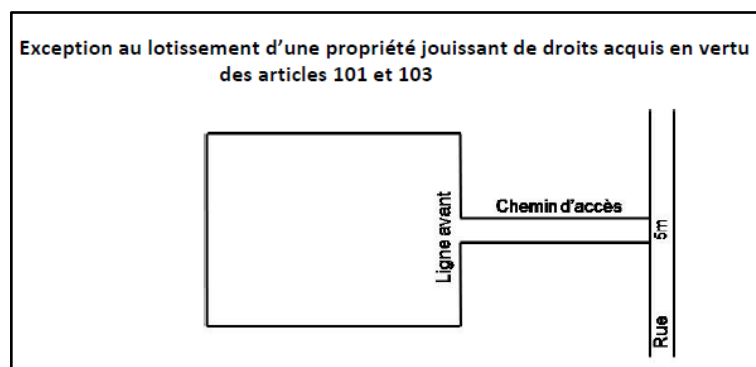 Exception au lotissement d'une propriété jouissant de droits acquis en vertu
des articles 101 et 103
Chemin d'accès
Ligne avant
5m
Rue